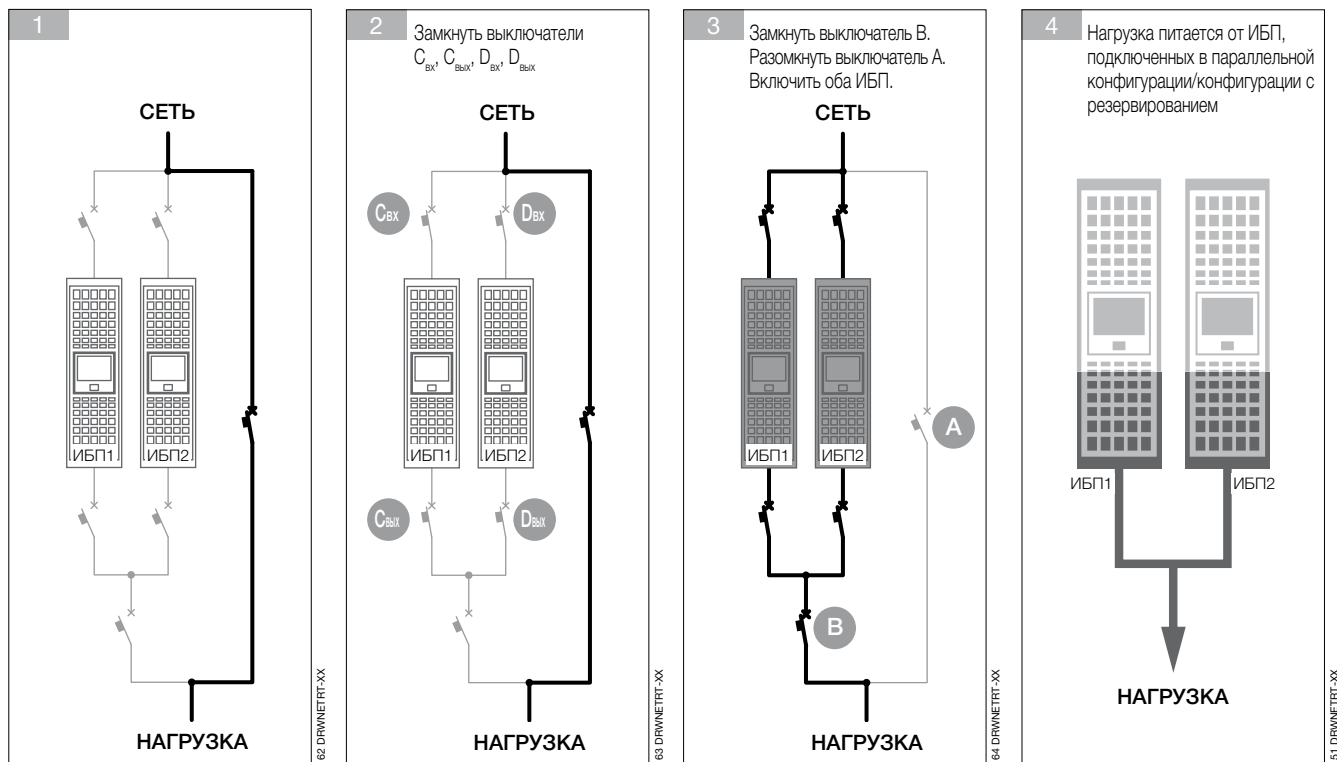 1
СЕТЬ
ИБП1
ИБП2
НАГРУЗКА
62 DRWNETRT-XX
2
Замкнуть выключатели
Cвх, Cвых, Dвх, Dвых
СЕТЬ
Cвх
Dвх
ИБП1
ИБП2
Cвых
Dвых
НАГРУЗКА
63 DRWNETRT-XX
3
Замкнуть выключатель B.
Разомкнуть выключатель A.
Включить оба ИБП.
СЕТЬ
A
ИБП1
ИБП2
B
НАГРУЗКА
64 DRWNETRT-XX
4
Нагрузка питается от ИБП,
подключенных в параллельной
конфигурации/конфигурации с
резервированием
ИБП1
ИБП2
НАГРУЗКА
51 DRWNETRT-XX